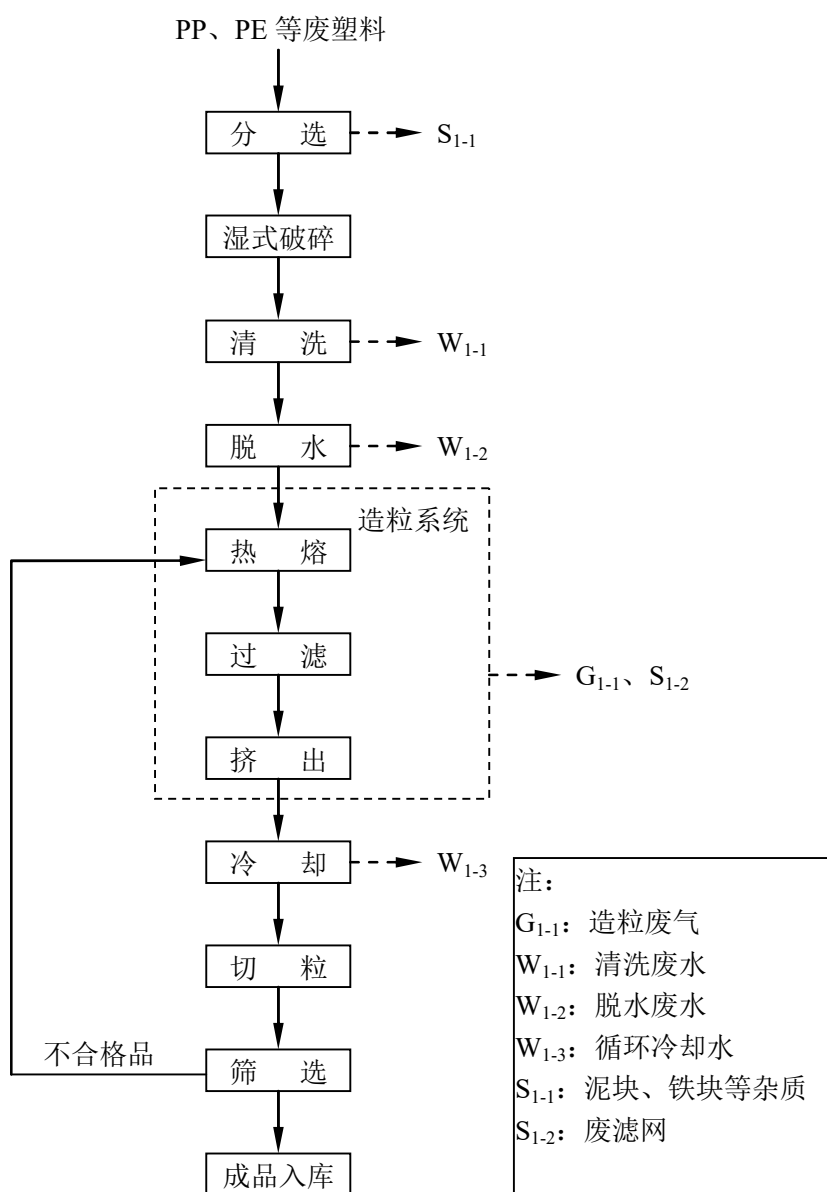 PP、PE 等废塑料
分 选
S1-1
湿式破碎
清 洗
W1-1
脱 水
W1-2
造粒系统
热 熔
过 滤
G1-1、S1-2
挤 出
冷 却
W1-3
切 粒
不合格品
筛 选
成品入库
注：
G1-1：造粒废气
W1-1：清洗废水
W1-2：脱水废水
W1-3：循环冷却水
S1-1：泥块、铁块等杂质
S1-2：废滤网